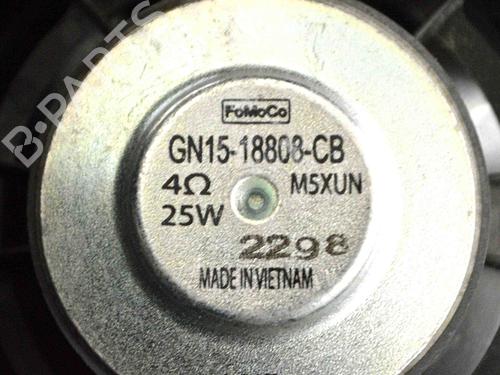 B-PARTS
FoMoCo
GN15-18808-CB
4Ω M5XUN
25W
2298
MADE IN VIETNAM